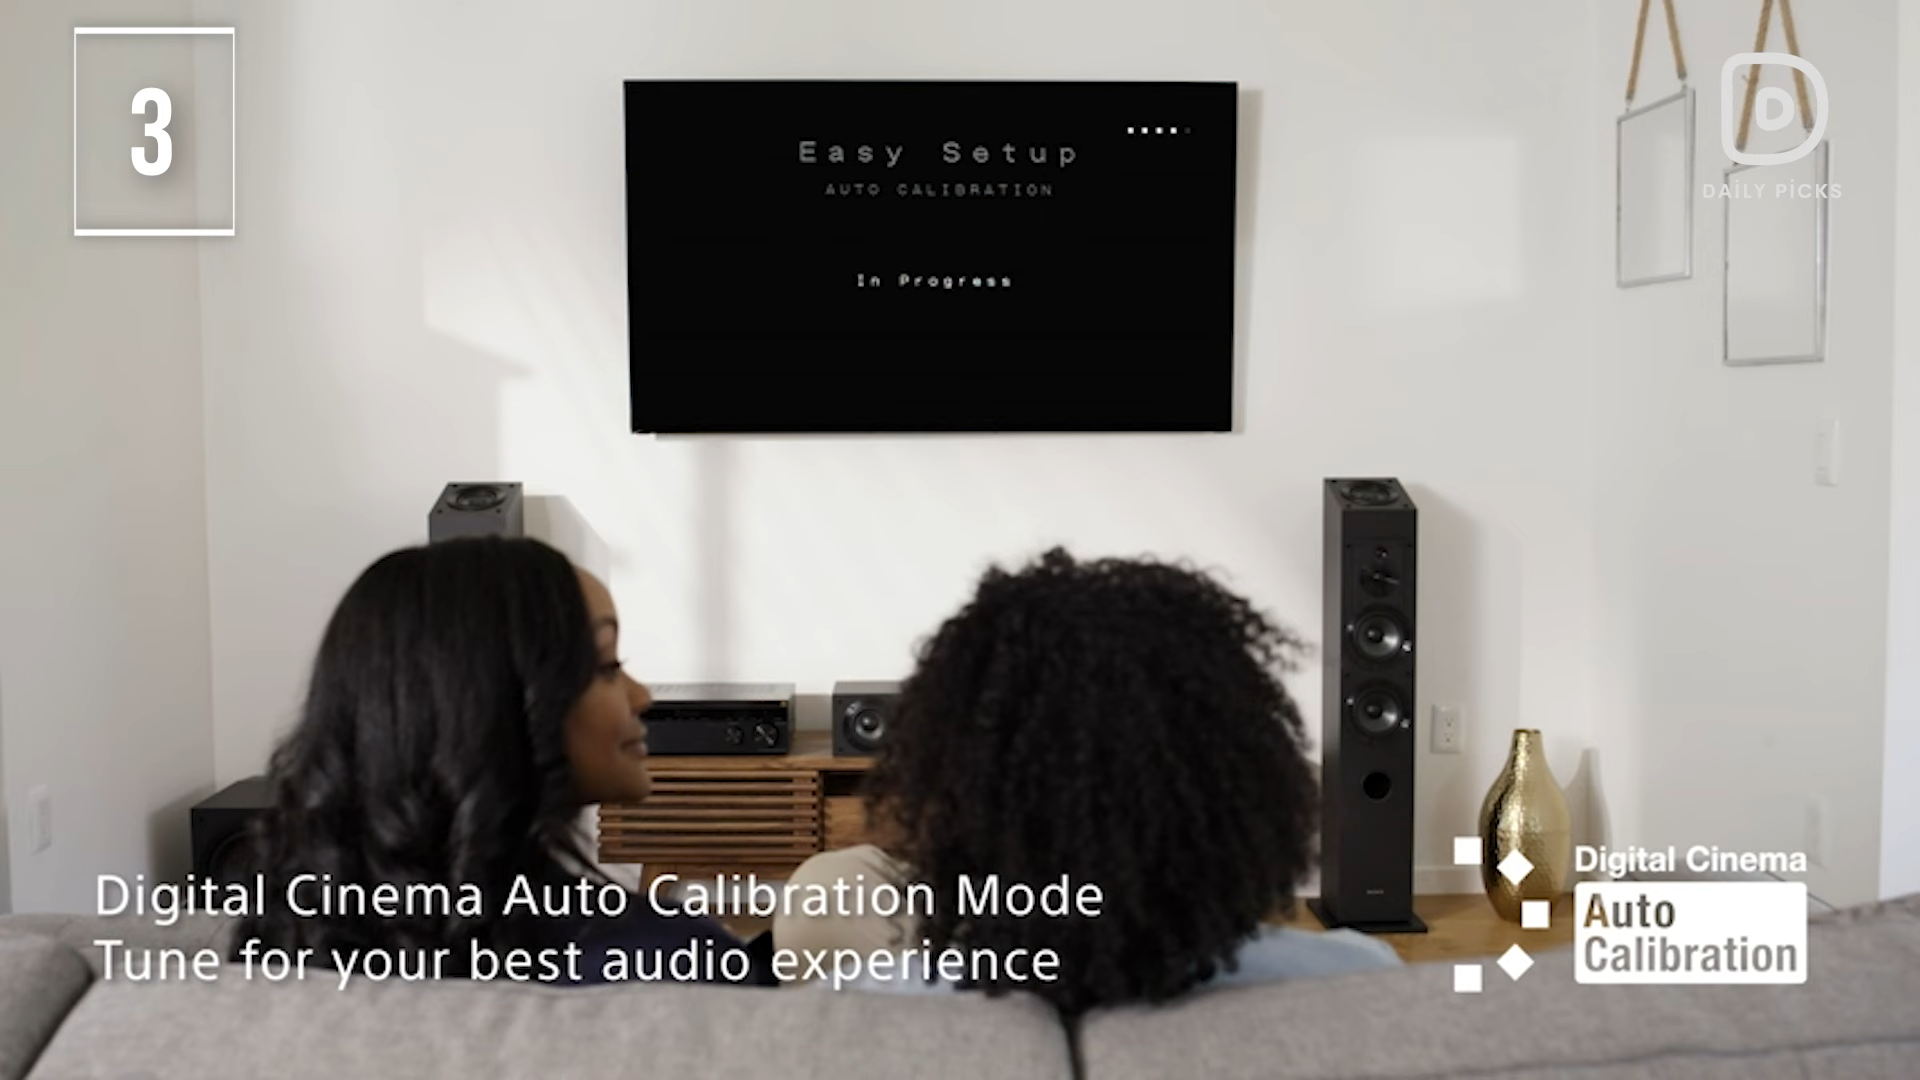 3
DAiLY PiCKS
Easy Setup
AUTO CALIBRATION
In Progress
Digital Cinema Auto Calibration Mode
Tune for your best audio experience
Digital Cinema
Auto
Calibration